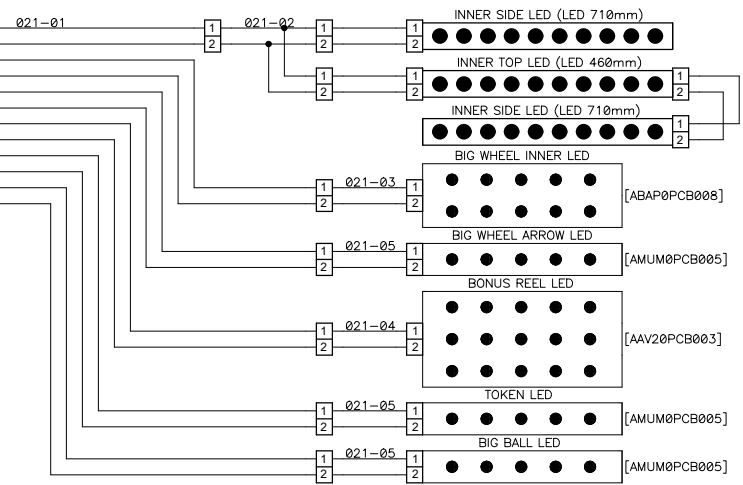 INNER SIDE LED (LED 710mm)
021-01 1 021-02 1 1
2 2 2
INNER TOP LED (LED 460mm)
1 1 1
2 2 2
INNER SIDE LED (LED 710mm)
1
2
BIG WHEEL INNER LED
1 021-03 1
2 2 [ABAP0PCB008]
BIG WHEEL ARROW LED
1 021-05 1
2 2 [AMUM0PCB005]
BONUS REEL LED
1 021-04 1
2 2 [AAV20PCB003]
TOKEN LED
1 021-05 1
2 2 [AMUM0PCB005]
BIG BALL LED
1 021-05 1
2 2 [AMUM0PCB005]